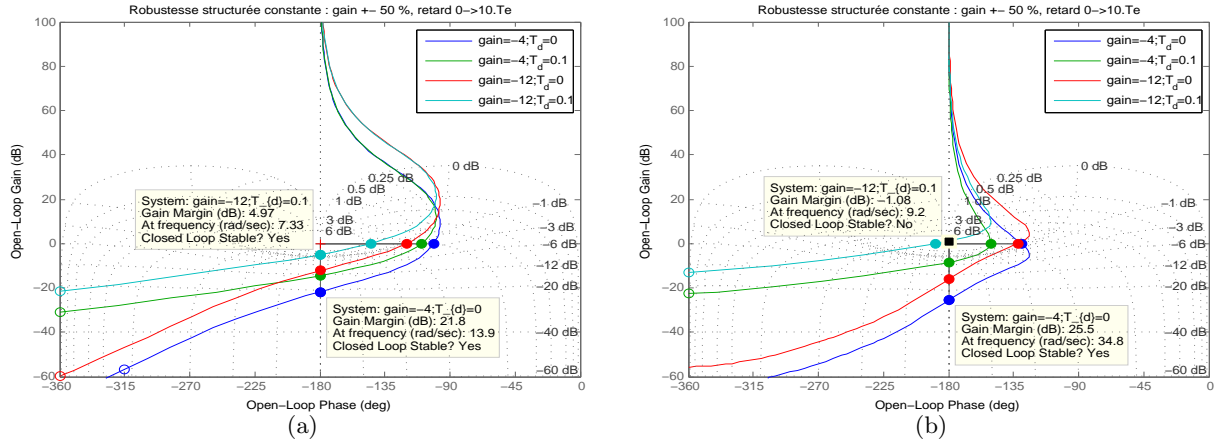 Robustesse structurée constante : gain +− 50 %, retard 0−>10.Te
100
80
60
40
20
0
−20
−40
−60
Open−Loop Gain (dB)
gain=−4;T_d=0
gain=−4;T_d=0.1
gain=−12;T_d=0
gain=−12;T_d=0.1
0 dB
0.25 dB
0.5 dB
1 dB
3 dB
6 dB
−1 dB
−3 dB
−6 dB
−12 dB
−20 dB
−40 dB
−60 dB
System: gain=−12;T_{d}=0.1
Gain Margin (dB): 4.97
At frequency (rad/sec): 7.33
Closed Loop Stable? Yes
System: gain=−4;T_{d}=0
Gain Margin (dB): 21.8
At frequency (rad/sec): 13.9
Closed Loop Stable? Yes
−360
−315
−270
−225
−180
−135
−90
−45
0
Open−Loop Phase (deg)
(a)
Robustesse structurée constante : gain +− 50 %, retard 0−>10.Te
100
80
60
40
20
0
−20
−40
−60
Open−Loop Gain (dB)
gain=−4;T_d=0
gain=−4;T_d=0.1
gain=−12;T_d=0
gain=−12;T_d=0.1
0 dB
0.25 dB
0.5 dB
1 dB
3 dB
6 dB
−1 dB
−3 dB
−6 dB
−12 dB
−20 dB
−40 dB
−60 dB
System: gain=−12;T_{d}=0.1
Gain Margin (dB): −1.08
At frequency (rad/sec): 9.2
Closed Loop Stable? No
System: gain=−4;T_{d}=0
Gain Margin (dB): 25.5
At frequency (rad/sec): 34.8
Closed Loop Stable? Yes
−360
−315
−270
−225
−180
−135
−90
−45
0
Open−Loop Phase (deg)
(b)